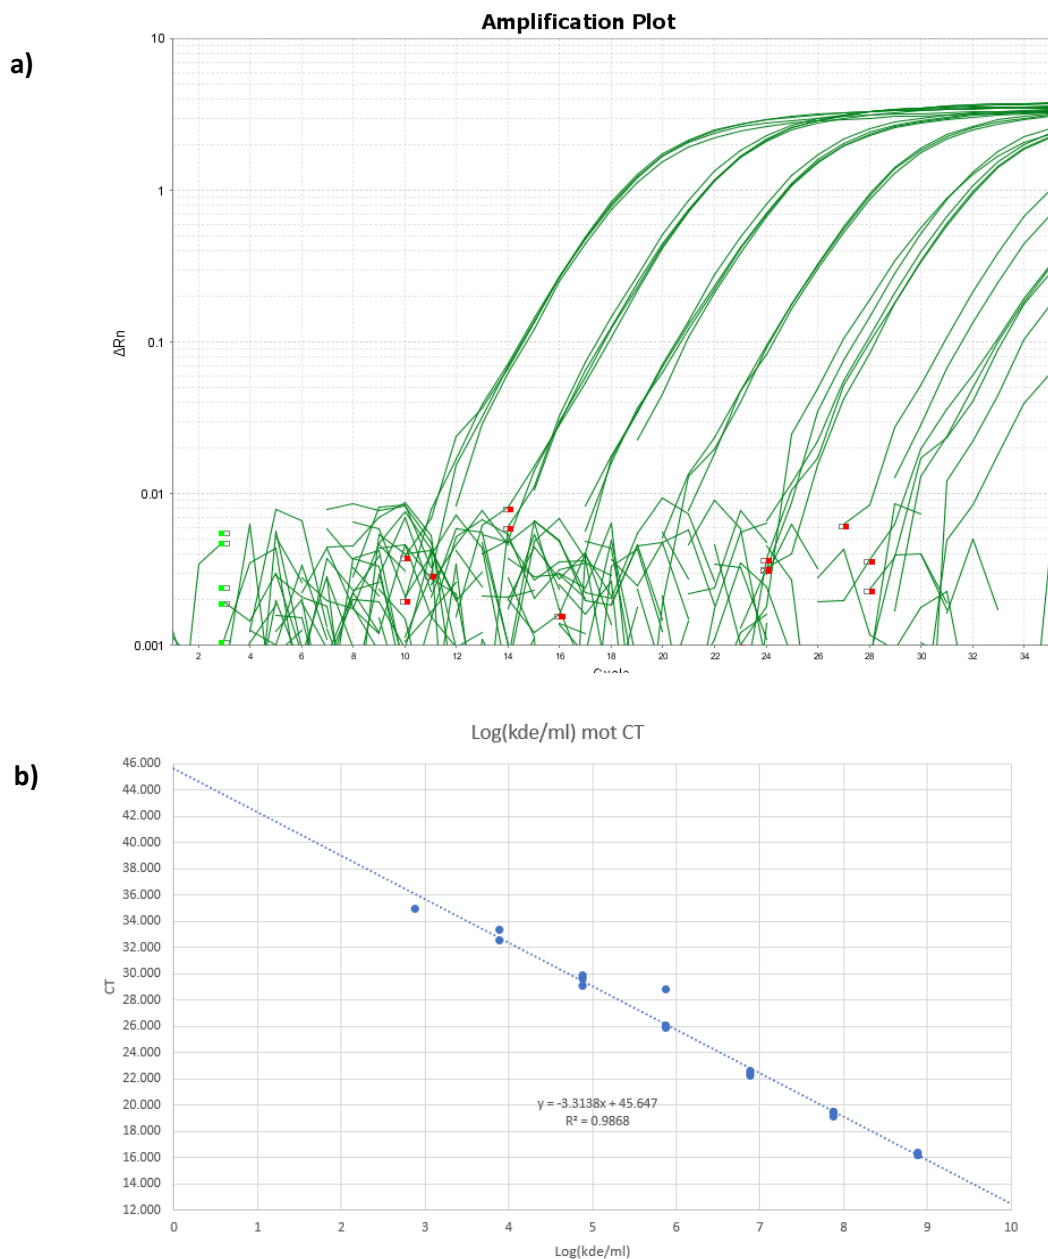 Amplification Plot
a)
10
1
0.1
0.01
0.001
ΔRn
2 4 6 8 10 12 14 16 18 20 22 24 26 28 30 32 34
Cycle
Log(kde/ml) mot CT
b)
46.000
44.000
42.000
40.000
38.000
36.000
34.000
32.000
30.000
28.000
26.000
24.000
22.000
20.000
18.000
16.000
14.000
12.000
CT
y = -3.3138x + 45.647
R² = 0.9868
0 1 2 3 4 5 6 7 8 9 10
Log(kde/ml)